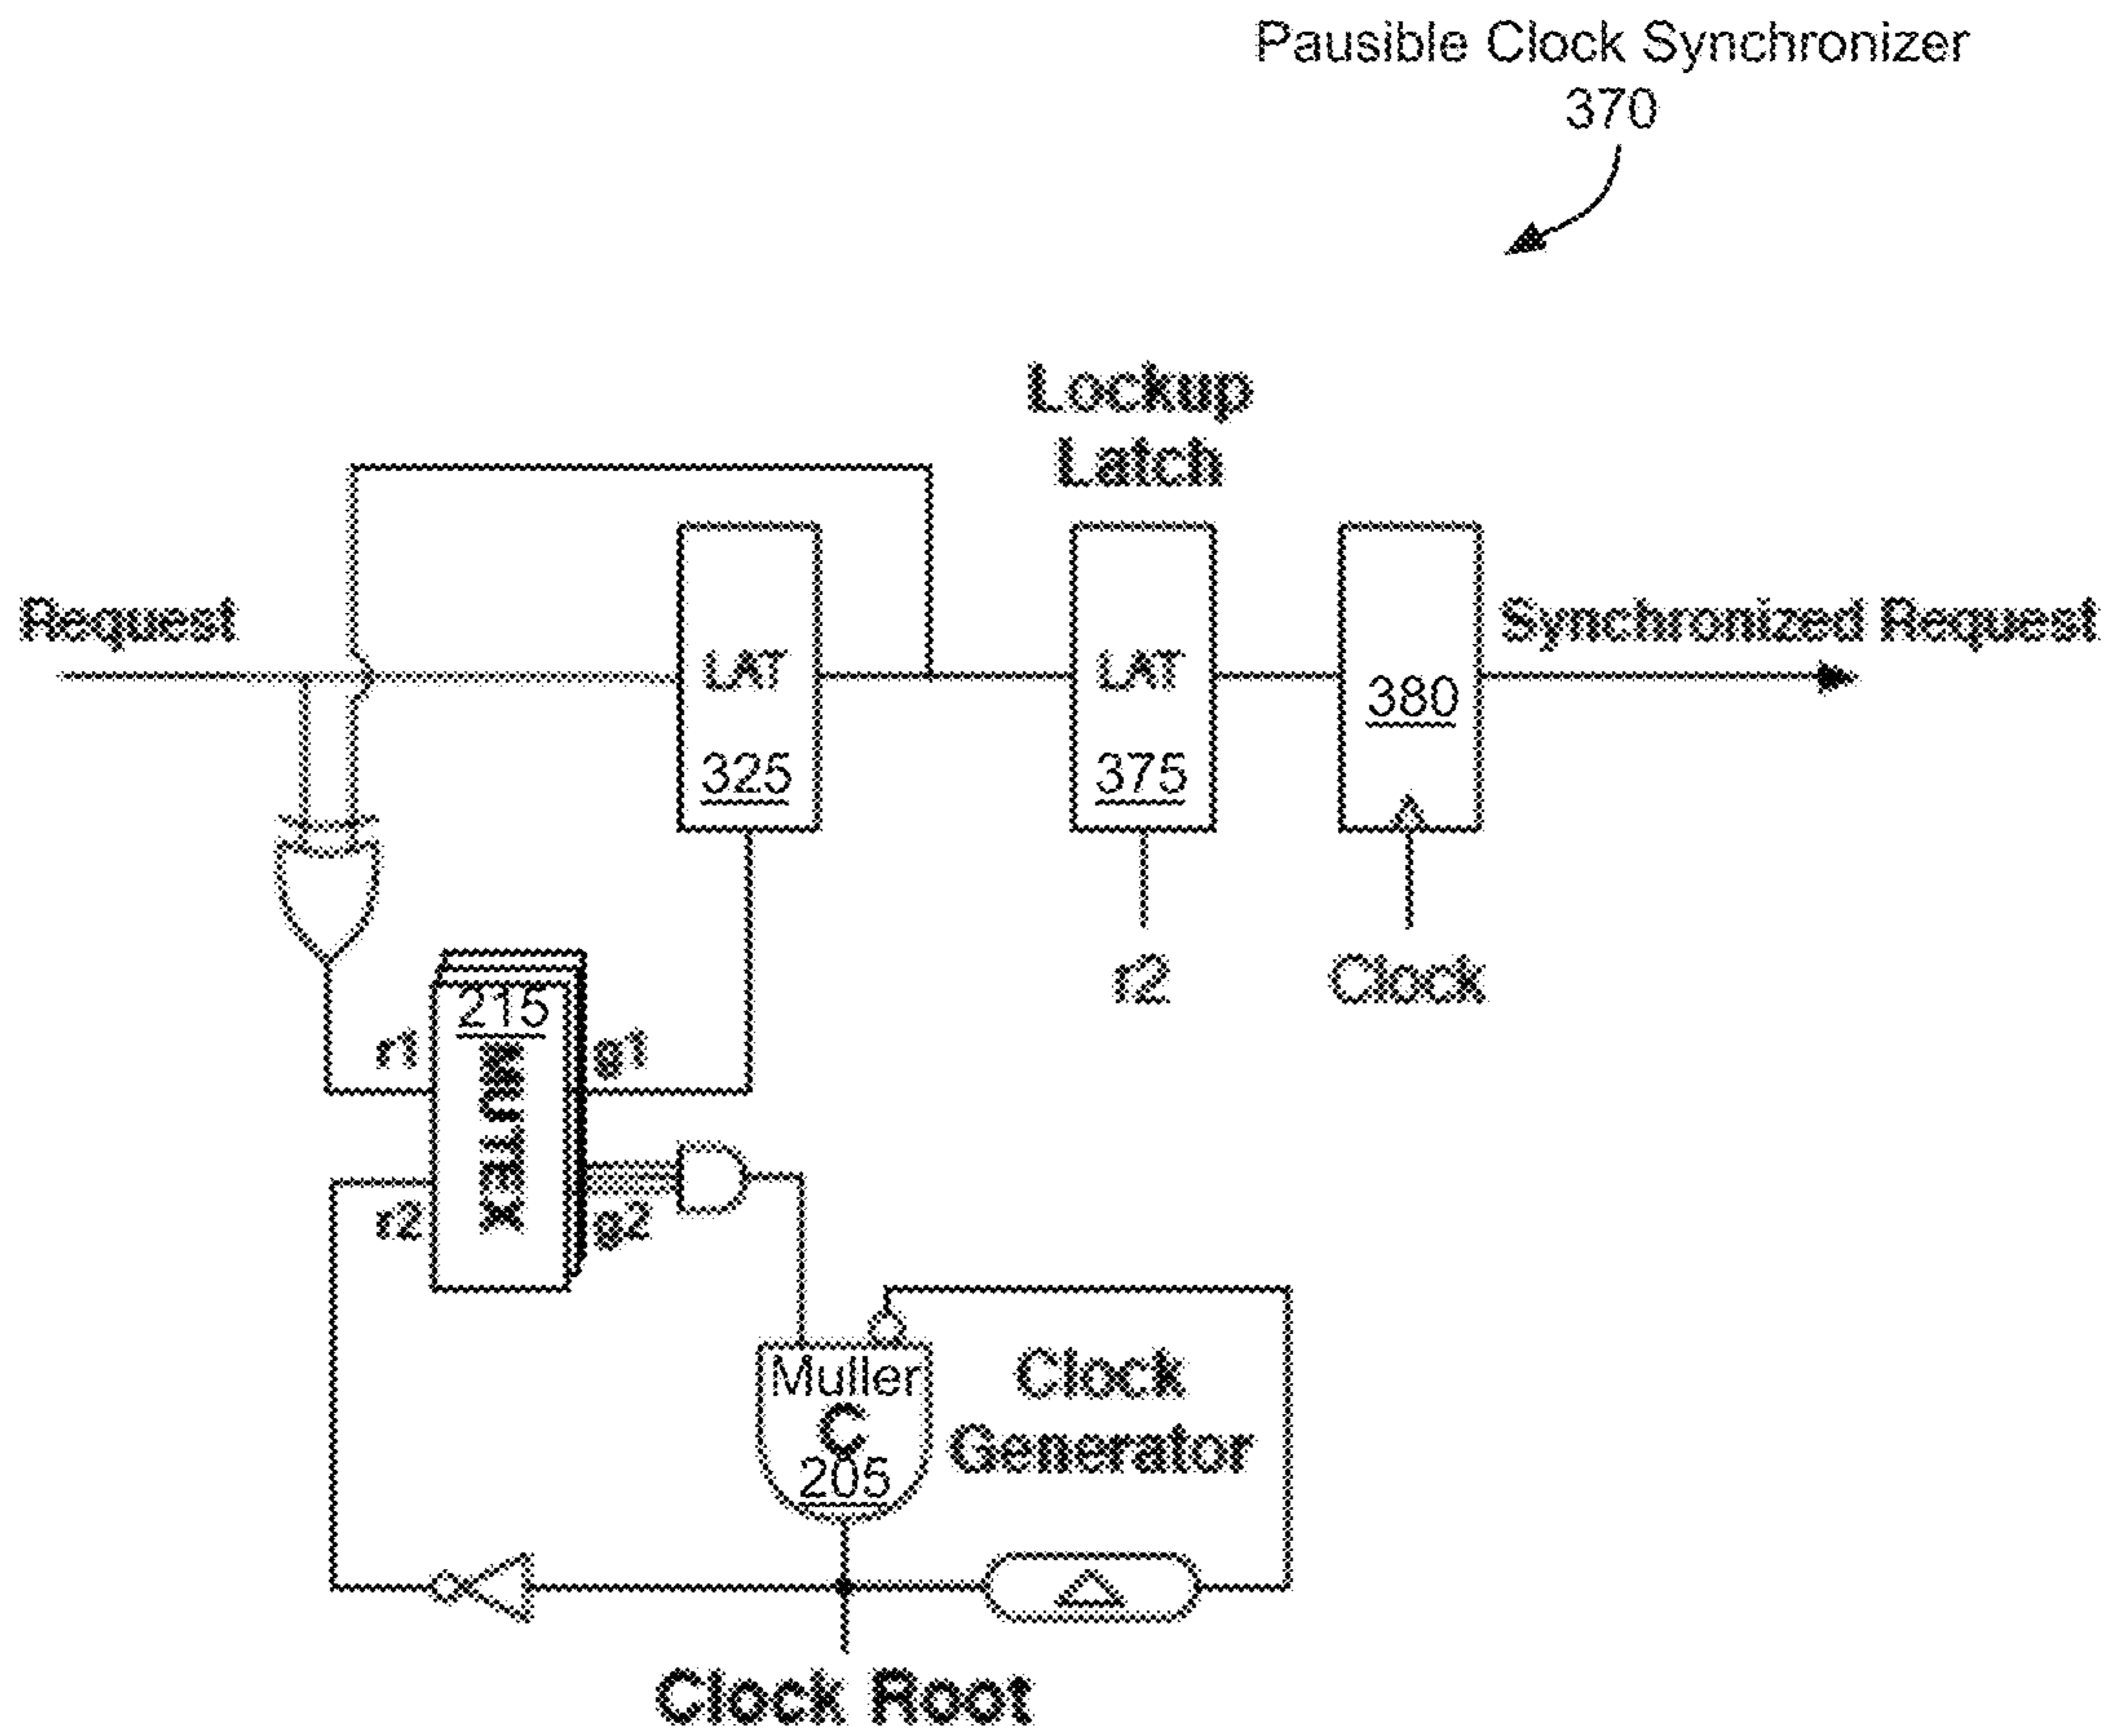 Pausible Clock Synchronizer
370
Lockup
Latch
Request
LAT
325
LAT
375
380
Synchronized Request
r2
Clock
215
MUTEX
r1
g1
r2
g2
Muller
C
205
Clock
Generator
Δ
Clock Root